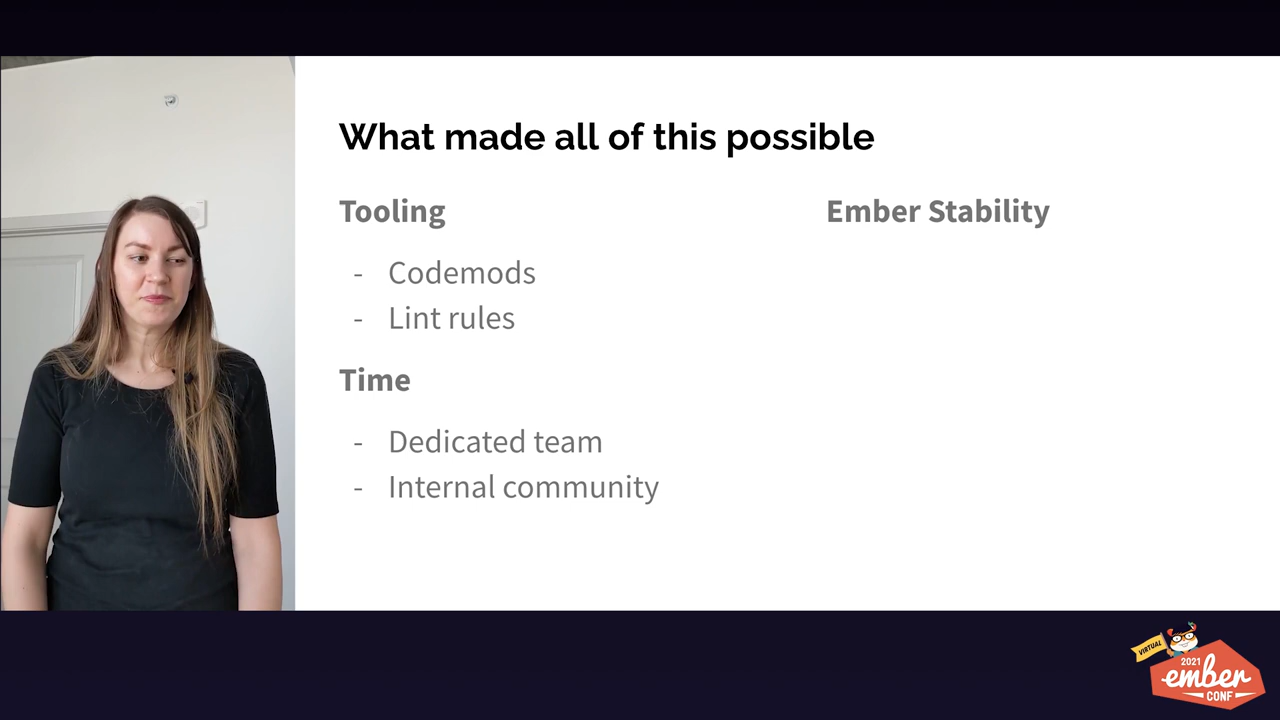 What made all of this possible
Tooling
- Codemods
- Lint rules
Time
- Dedicated team
- Internal community
Ember Stability
VIRTUAL
2021
ember
CONF